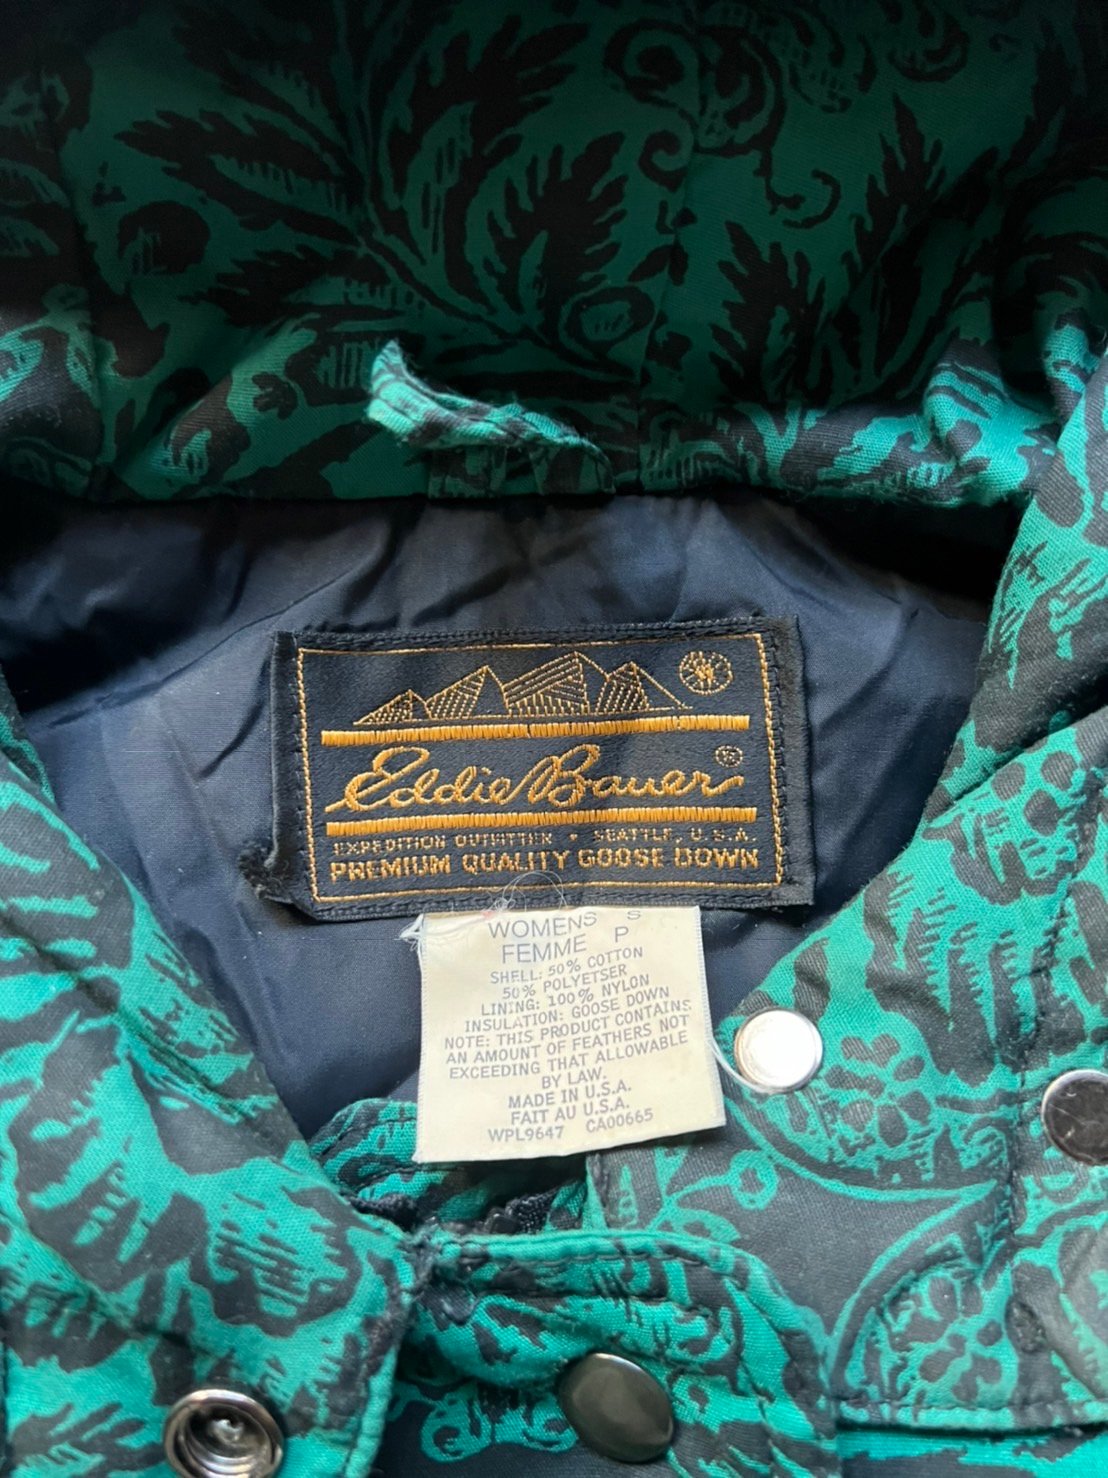 Eddie Bauer ®
EXPEDITION OUTFITTER • SEATTLE, U.S.A.
PREMIUM QUALITY GOOSE DOWN
WOMENS S
FEMME P
SHELL: 50% COTTON
50% POLYETSER
LINING: 100% NYLON
INSULATION: GOOSE DOWN
NOTE: THIS PRODUCT CONTAINS
AN AMOUNT OF FEATHERS NOT
EXCEEDING THAT ALLOWABLE
BY LAW.
MADE IN U.S.A.
FAIT AU U.S.A.
WPL9647 CA00665